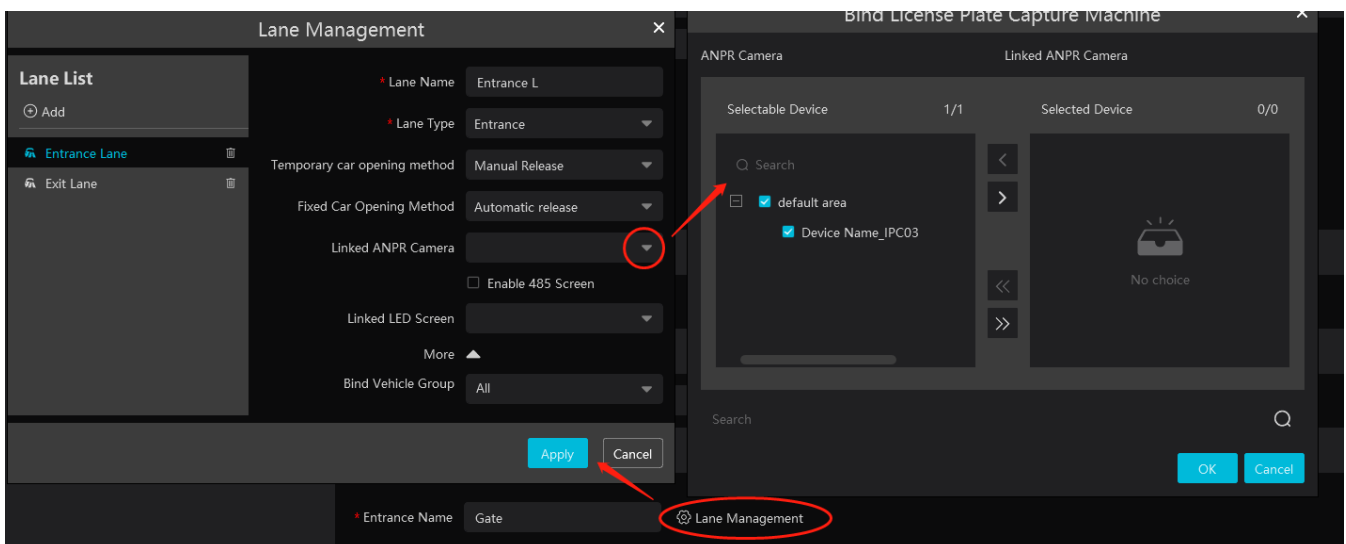 Lane Management
Lane List
Add
Entrance Lane
Exit Lane
* Lane Name Entrance L
* Lane Type Entrance
Temporary car opening method Manual Release
Fixed Car Opening Method Automatic release
Linked ANPR Camera
Enable 485 Screen
Linked LED Screen
More
Bind Vehicle Group All
Apply Cancel
Bind License Plate Capture Machine
ANPR Camera Linked ANPR Camera
Selectable Device 1/1 Selected Device 0/0
Search
default area
Device Name_IPC03
No choice
Search
OK Cancel
* Entrance Name Gate Lane Management